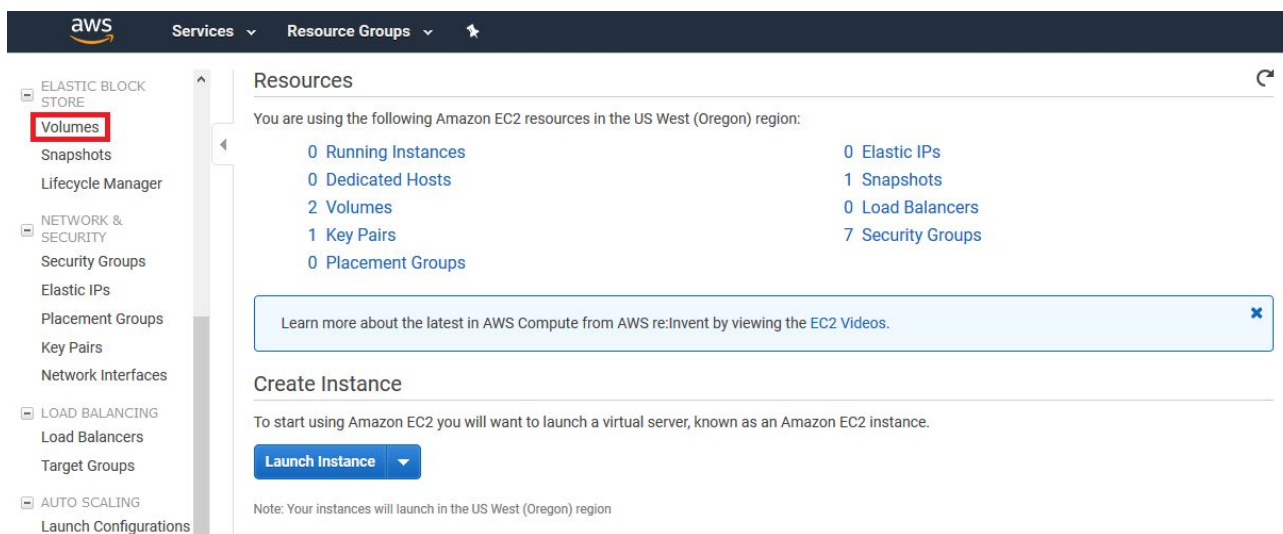 aws Services Resource Groups
ELASTIC BLOCK
STORE
Volumes
Snapshots
Lifecycle Manager
NETWORK &
SECURITY
Security Groups
Elastic IPs
Placement Groups
Key Pairs
Network Interfaces
LOAD BALANCING
Load Balancers
Target Groups
AUTO SCALING
Launch Configurations
Resources
You are using the following Amazon EC2 resources in the US West (Oregon) region:
0 Running Instances
0 Dedicated Hosts
2 Volumes
1 Key Pairs
0 Placement Groups
0 Elastic IPs
1 Snapshots
0 Load Balancers
7 Security Groups
Learn more about the latest in AWS Compute from AWS re:Invent by viewing the EC2 Videos.
Create Instance
To start using Amazon EC2 you will want to launch a virtual server, known as an Amazon EC2 instance.
Launch Instance
Note: Your instances will launch in the US West (Oregon) region